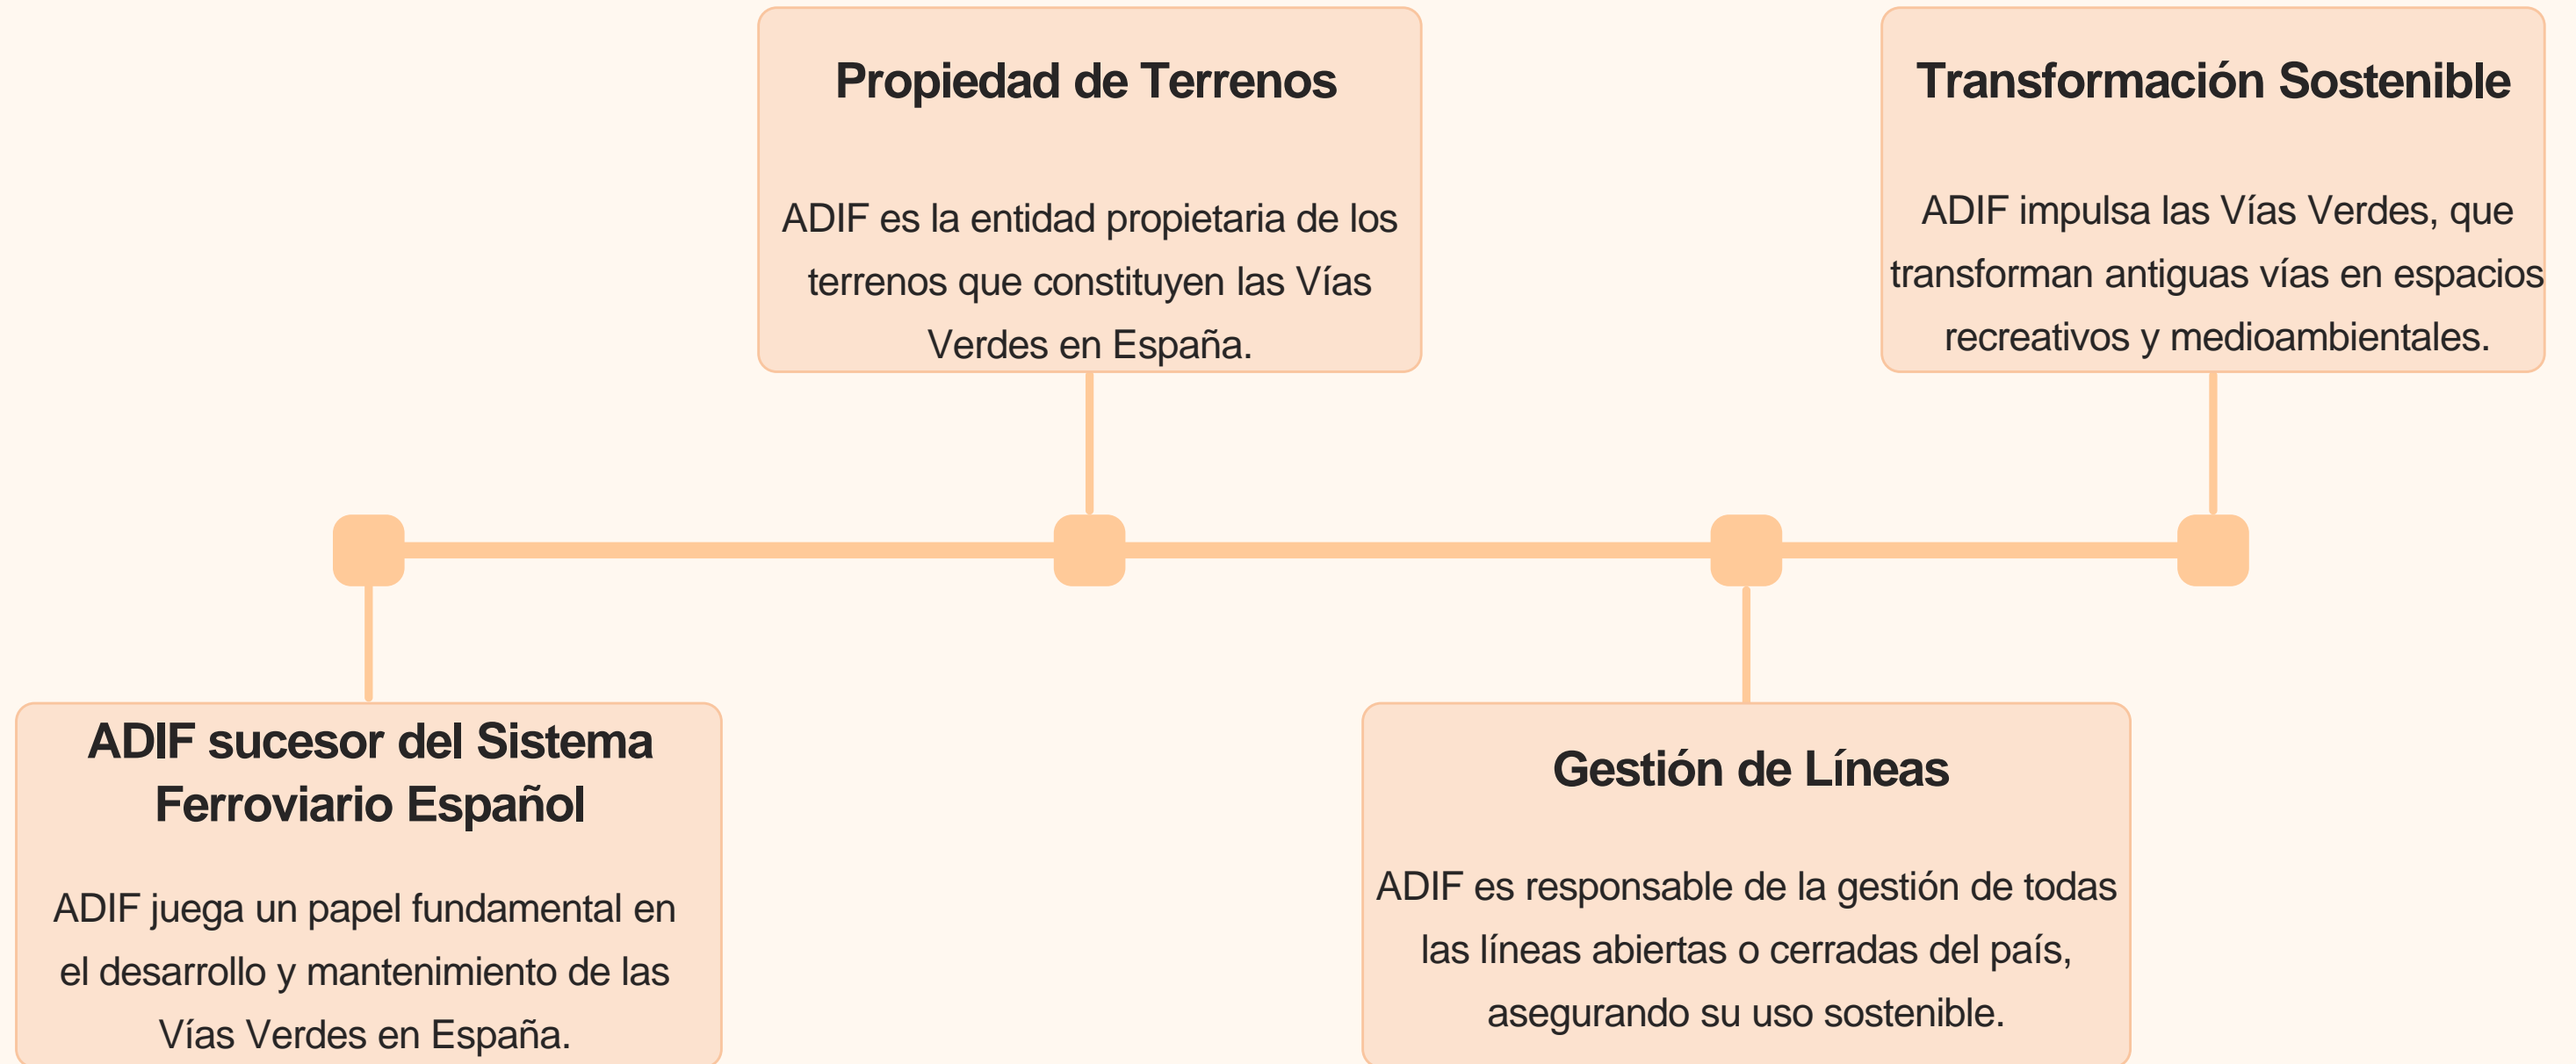 Propiedad de Terrenos
ADIF es la entidad propietaria de los
terrenos que constituyen las Vías
Verdes en España.
Transformación Sostenible
ADIF impulsa las Vías Verdes, que
transforman antiguas vías en espacios
recreativos y medioambientales.
ADIF sucesor del Sistema
Ferroviario Español
ADIF juega un papel fundamental en
el desarrollo y mantenimiento de las
Vías Verdes en España.
Gestión de Líneas
ADIF es responsable de la gestión de todas
las líneas abiertas o cerradas del país,
asegurando su uso sostenible.